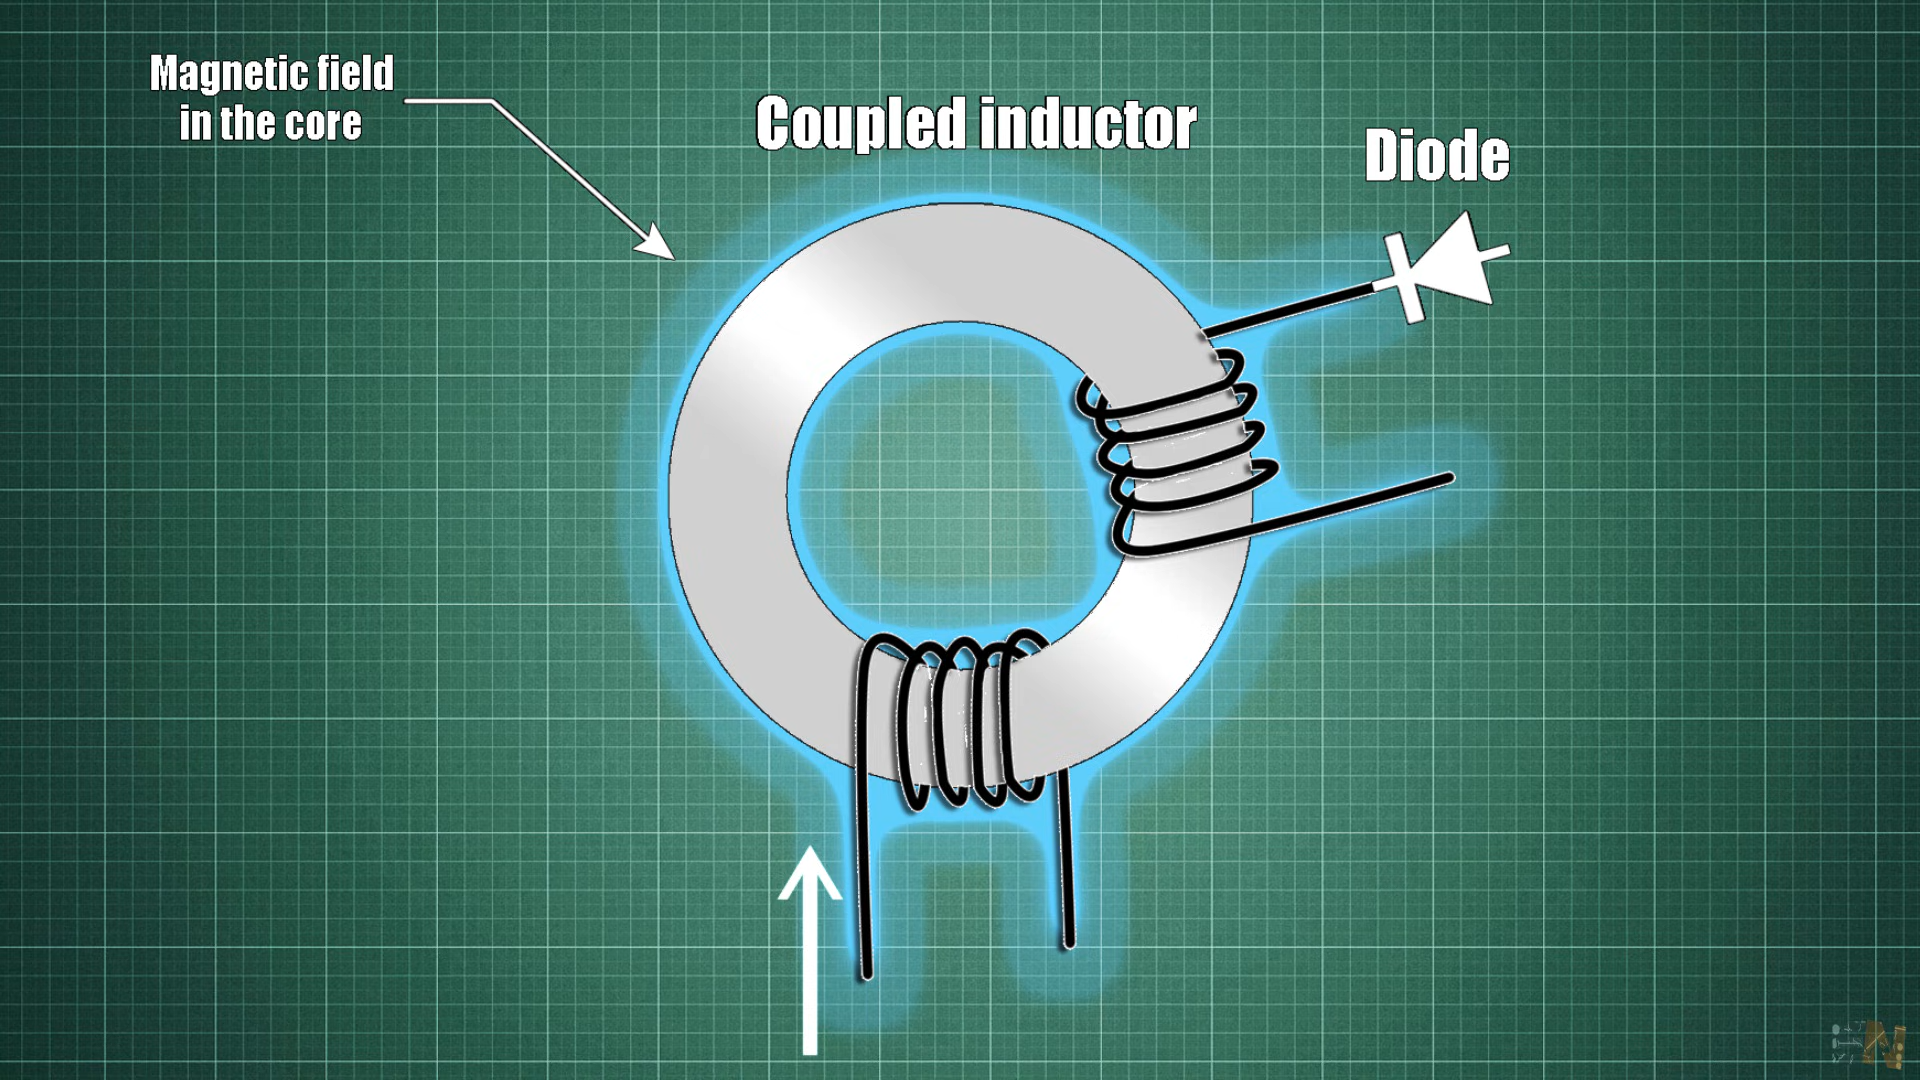 Magnetic field
in the core
Coupled inductor
Diode